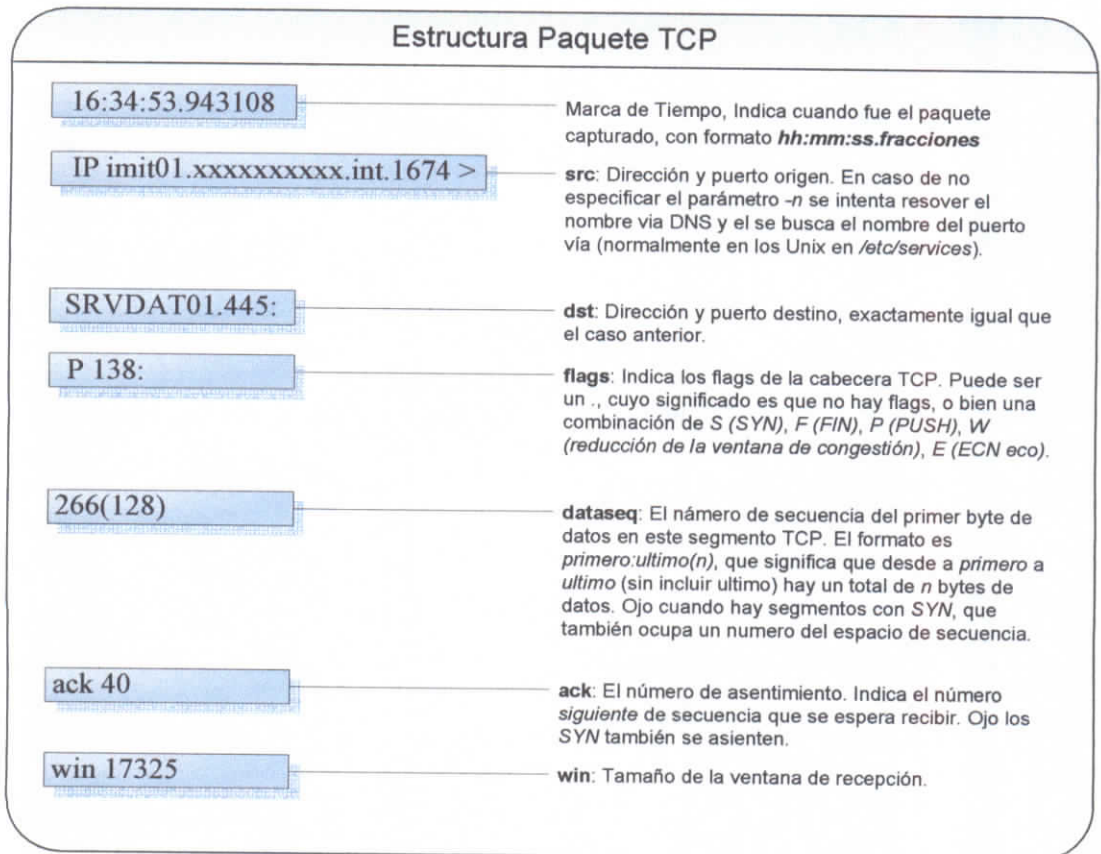 Estructura Paquete TCP
16:34:53.943108
Marca de Tiempo, Indica cuando fue el paquete
capturado, con formato hh:mm:ss.fracciones
IP imit01.xxxxxxxxxx.int.1674 >
src: Dirección y puerto origen. En caso de no
especificar el parámetro -n se intenta resover el
nombre via DNS y el se busca el nombre del puerto
vía (normalmente en los Unix en /etc/services).
SRVDAT01.445:
dst: Dirección y puerto destino, exactamente igual que
el caso anterior.
P 138:
flags: Indica los flags de la cabecera TCP. Puede ser
un ., cuyo significado es que no hay flags, o bien una
combinación de S (SYN), F (FIN), P (PUSH), W
(reducción de la ventana de congestión), E (ECN eco).
266(128)
dataseq: El námero de secuencia del primer byte de
datos en este segmento TCP. El formato es
primero:ultimo(n), que significa que desde a primero a
ultimo (sin incluir ultimo) hay un total de n bytes de
datos. Ojo cuando hay segmentos con SYN, que
también ocupa un numero del espacio de secuencia.
ack 40
ack: El número de asentimiento. Indica el número
siguiente de secuencia que se espera recibir. Ojo los
SYN también se asienten.
win 17325
win: Tamaño de la ventana de recepción.